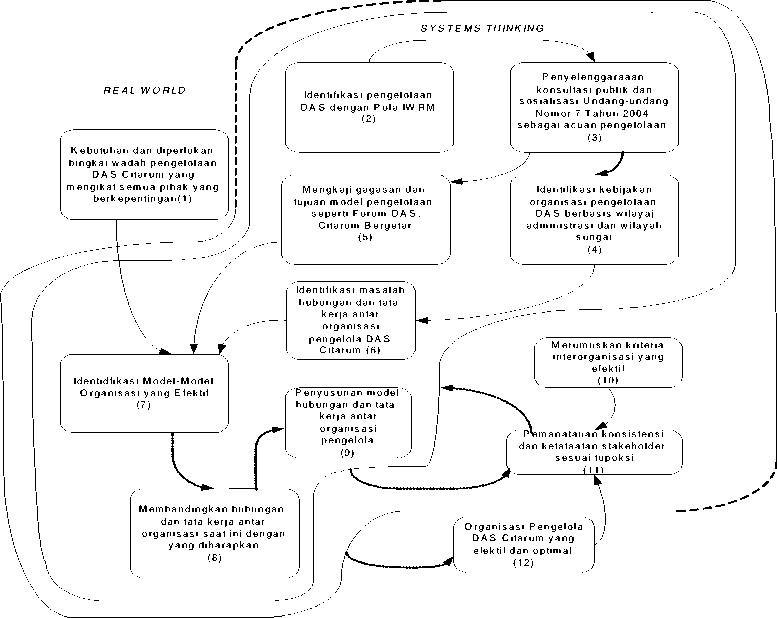 SYSTEMS THINKING
REAL WORLD
Identifikasi pengelolaan
DAS dengan Pola IWRM
(2)
Penyelenggaraaan
konsultasi publik dan
sosialisasi Undang-undang
Nomor 7 Tahun 2004
sebagai acuan pengelolaan
(3)
Kebutuhan dan diperlukan
bingkai wadah pengelolaan
DAS Citarum yang
mengikat semua pihak yang
berkepentingan(1)
Mengkaji gagasan dan
tujuan model pengelolaan
seperti Forum DAS,
Citarum Bergetar
(5)
Identifikasi kebijakan
organisasi pengelolaan
DAS berbasis wilayaj
administrasi dan wilayah
sungai
(4)
Identifikasi masalah
hubungan dan tata
kerja antar
organisasi
pengelola DAS
Citarum (6)
Merumuskan kriteria
interorganisasi yang
efektif
(10)
Identidfikasi Model-Model
Organisasi yang Efektif
(7)
Penyusunan model
hubungan dan tata
kerja antar
organisasi
pengelola
(9)
Pemanatauan konsistensi
dan ketataatan stakeholder
sesuai tupoksi
(11)
Membandingkan hubungan
dan tata kerja antar
organisasi saat ini dengan
yang diharapkan
(8)
Organisasi Pengelola
DAS Citarum yang
efektif dan optimal
(12)